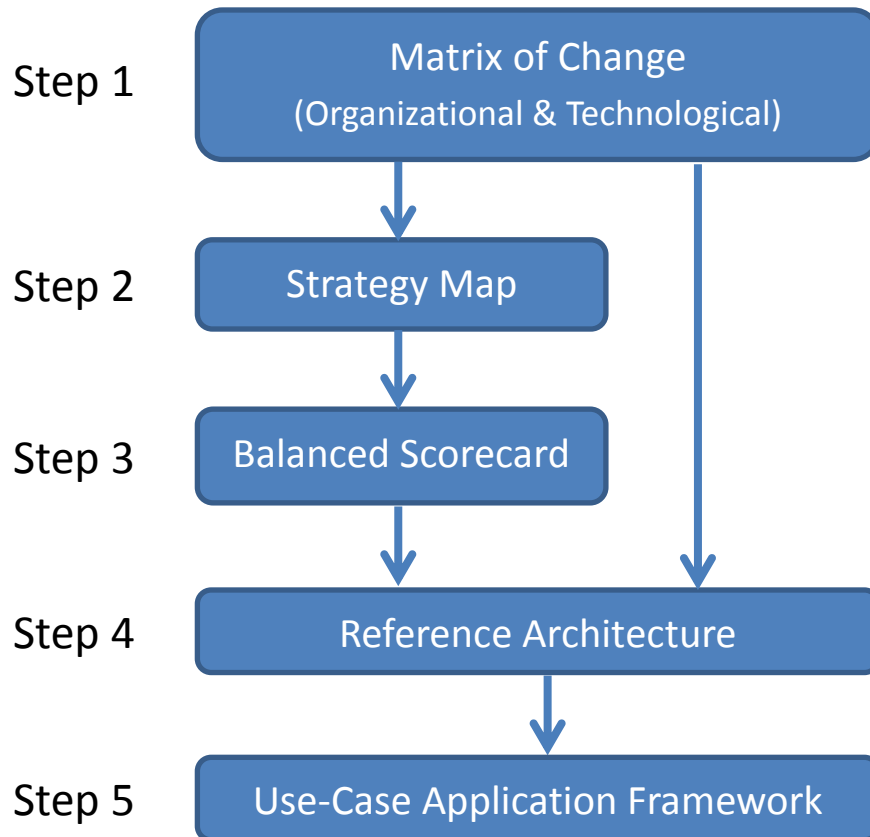 Step 1
Matrix of Change
(Organizational & Technological)
Step 2
Strategy Map
Step 3
Balanced Scorecard
Step 4
Reference Architecture
Step 5
Use-Case Application Framework